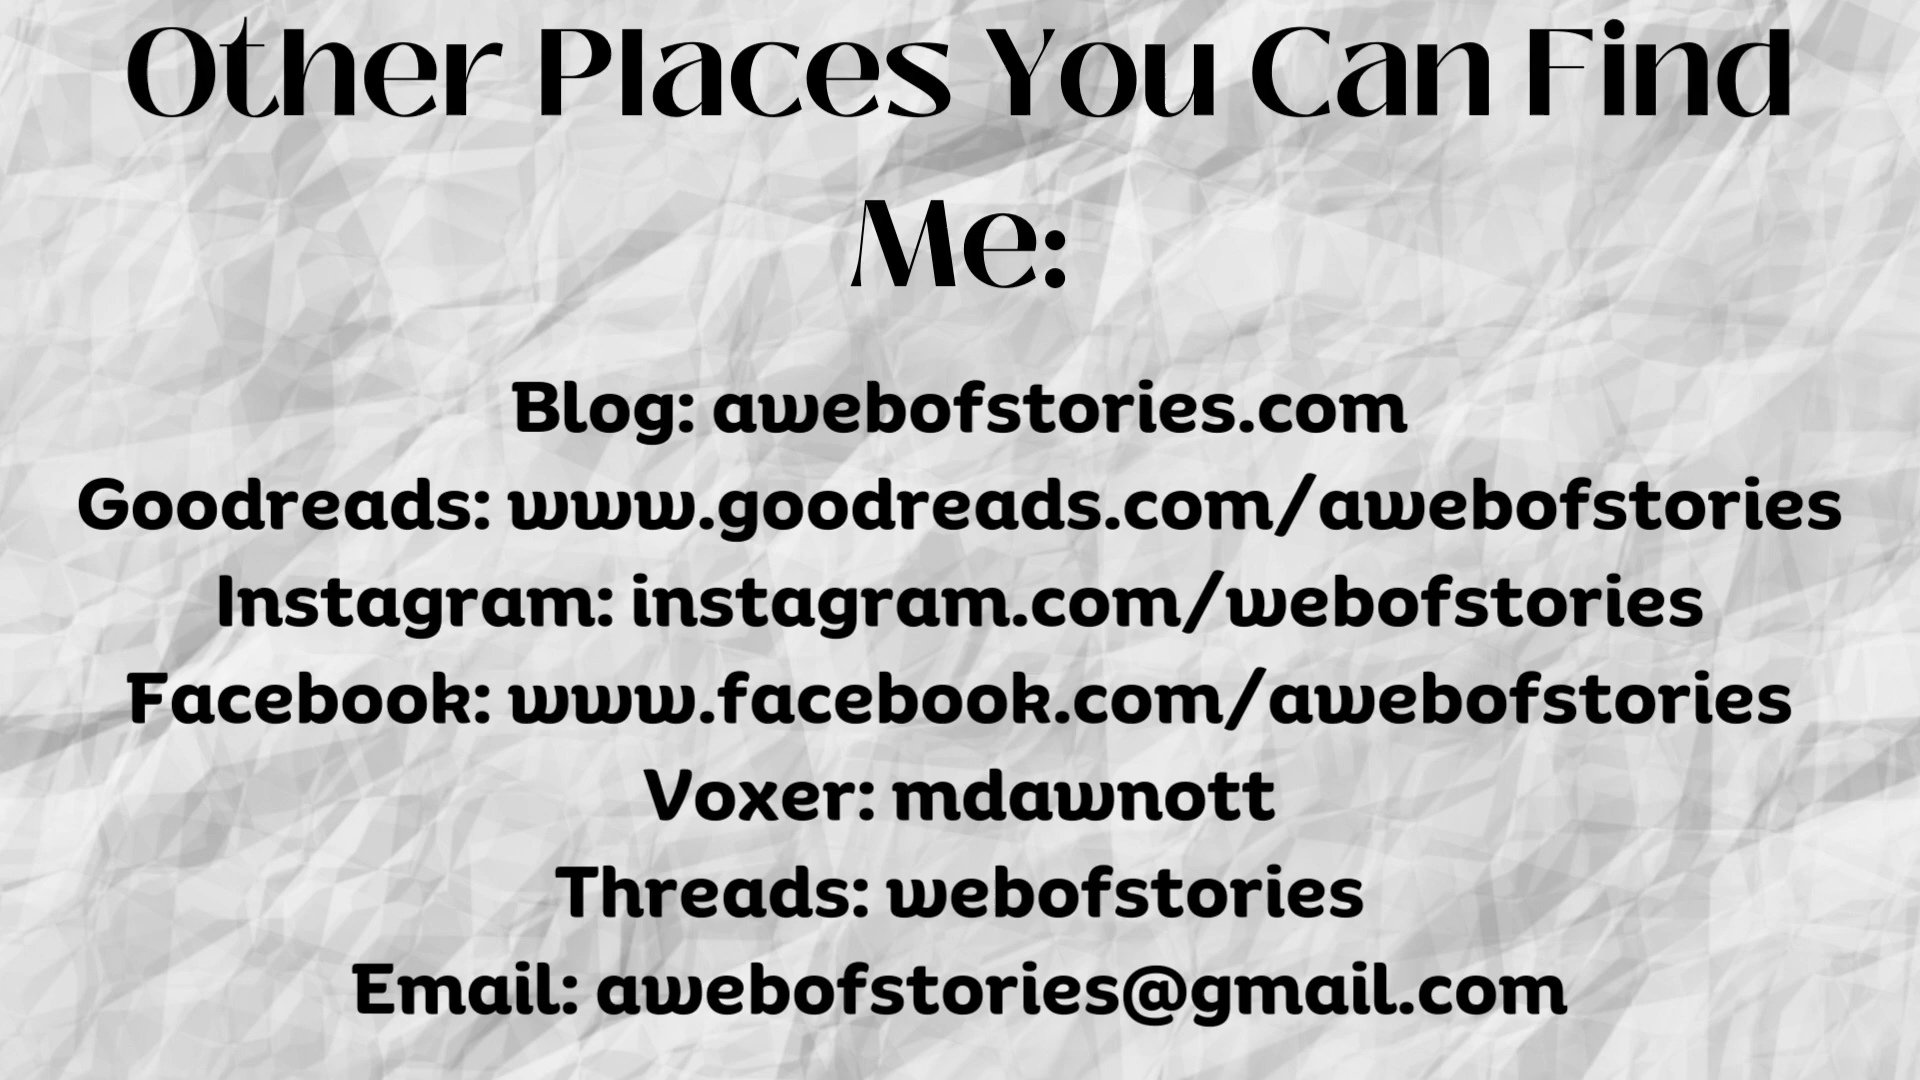 Other Places You Can Find
Me:
Blog: awebofstories.com
Goodreads: www.goodreads.com/awebofstories
Instagram: instagram.com/webofstories
Facebook: www.facebook.com/awebofstories
Voxer: mdawnott
Threads: webofstories
Email: awebofstories@gmail.com